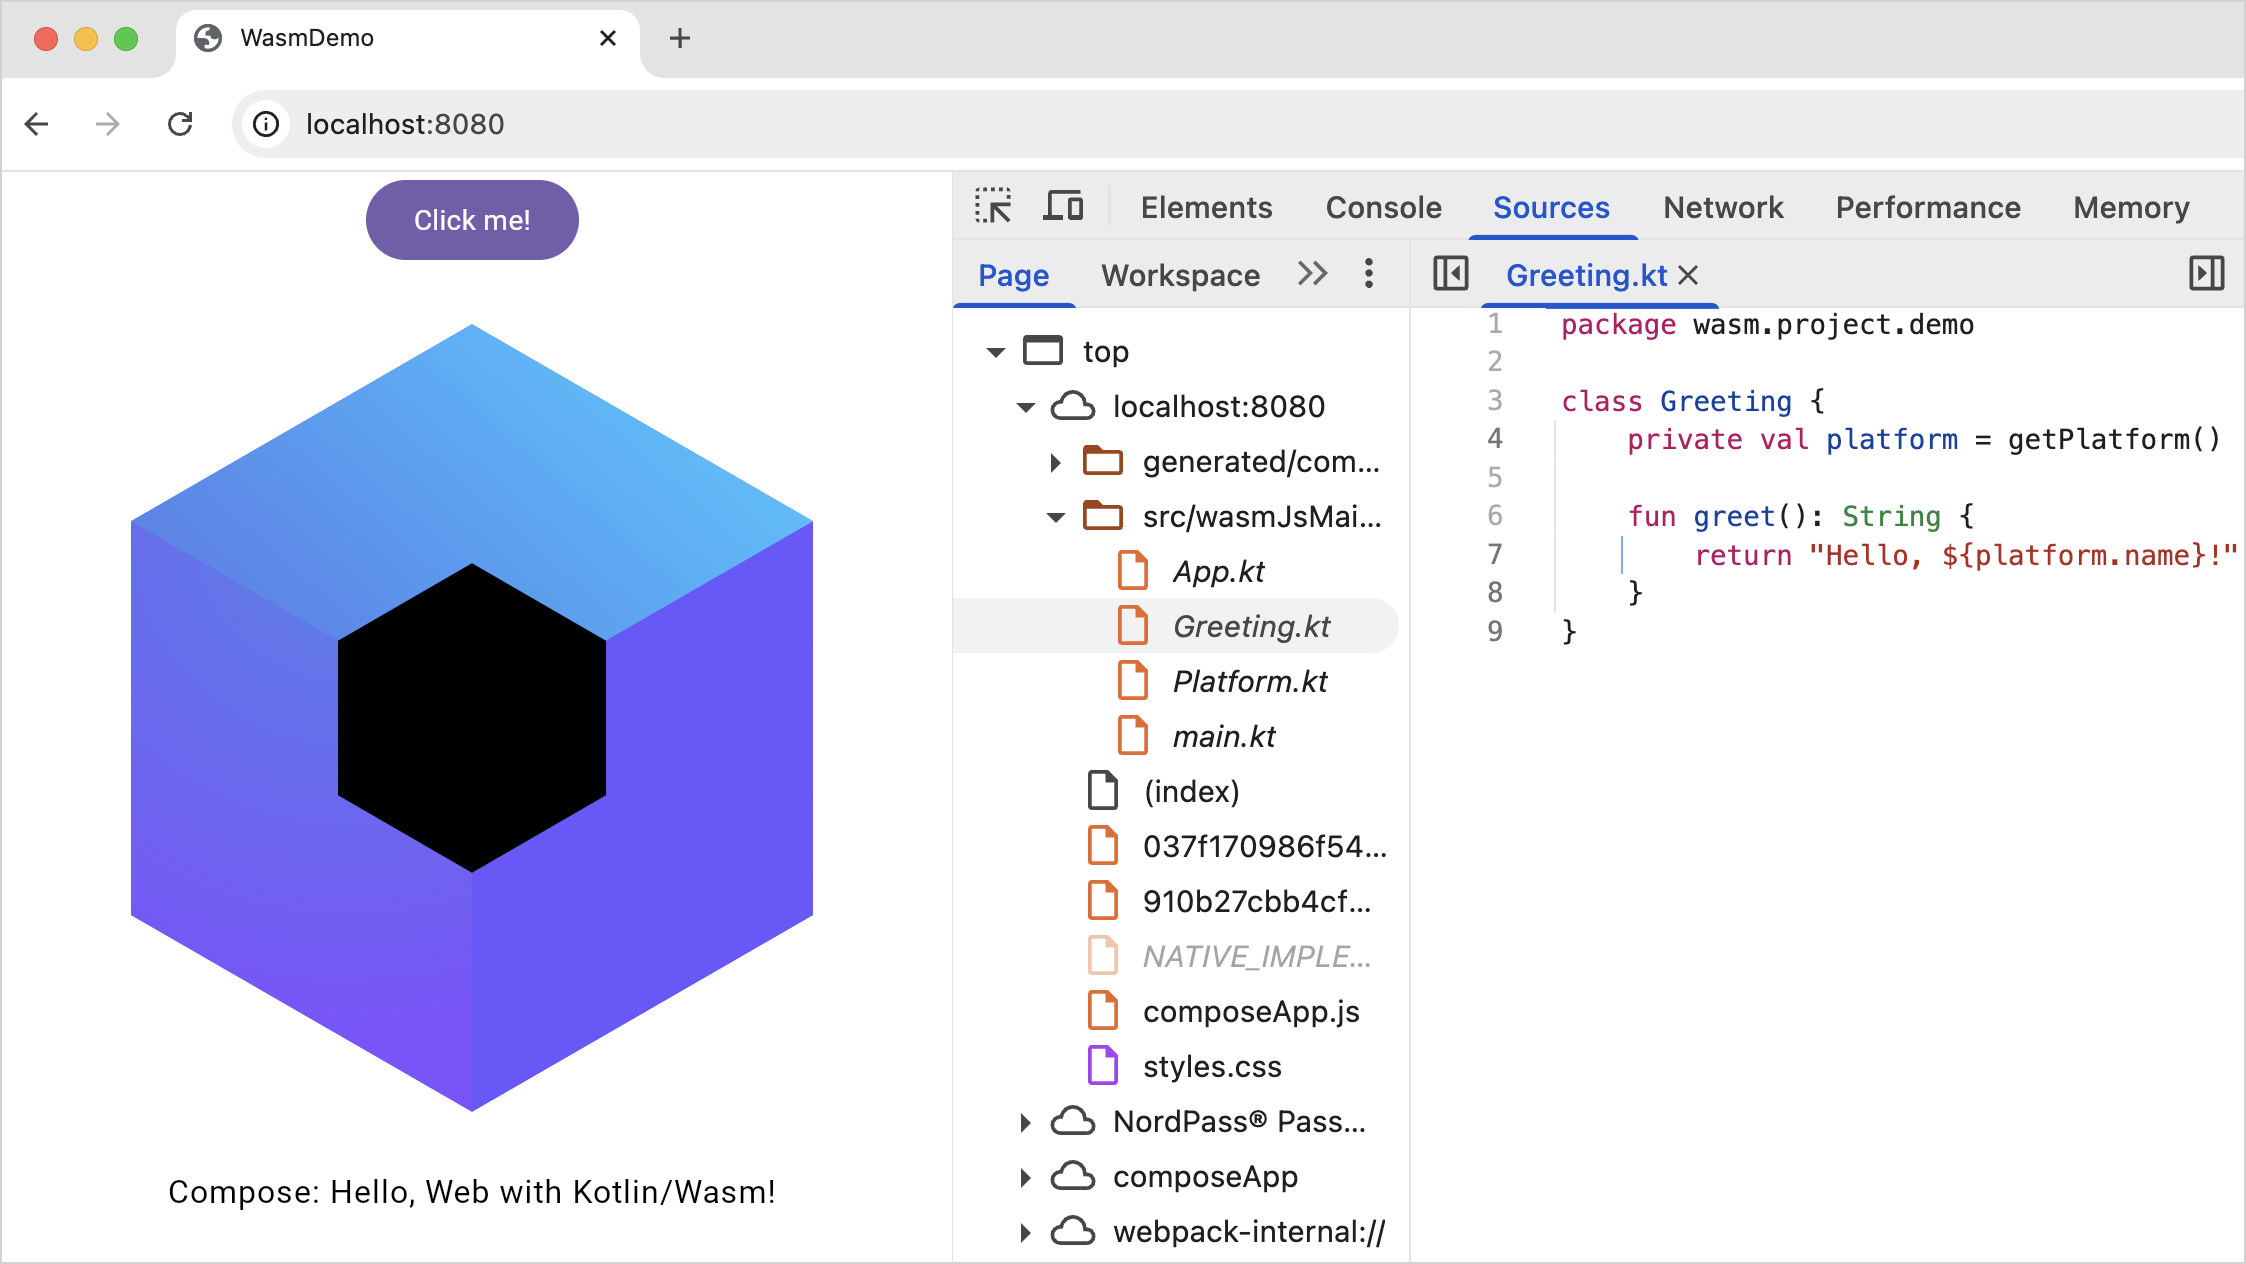 WasmDemo
localhost:8080
Click me!
Compose: Hello, Web with Kotlin/Wasm!
Elements Console Sources Network Performance Memory
Page Workspace
top
localhost:8080
generated/com...
src/wasmJsMai...
App.kt
Greeting.kt
Platform.kt
main.kt
(index)
037f170986f54...
910b27cbb4cf...
NATIVE_IMPLE...
composeApp.js
styles.css
NordPass® Pass...
composeApp
webpack-internal://
Greeting.kt
1 package wasm.project.demo
2
3 class Greeting {
4 private val platform = getPlatform()
5
6 fun greet(): String {
7 return "Hello, ${platform.name}!"
8 }
9 }